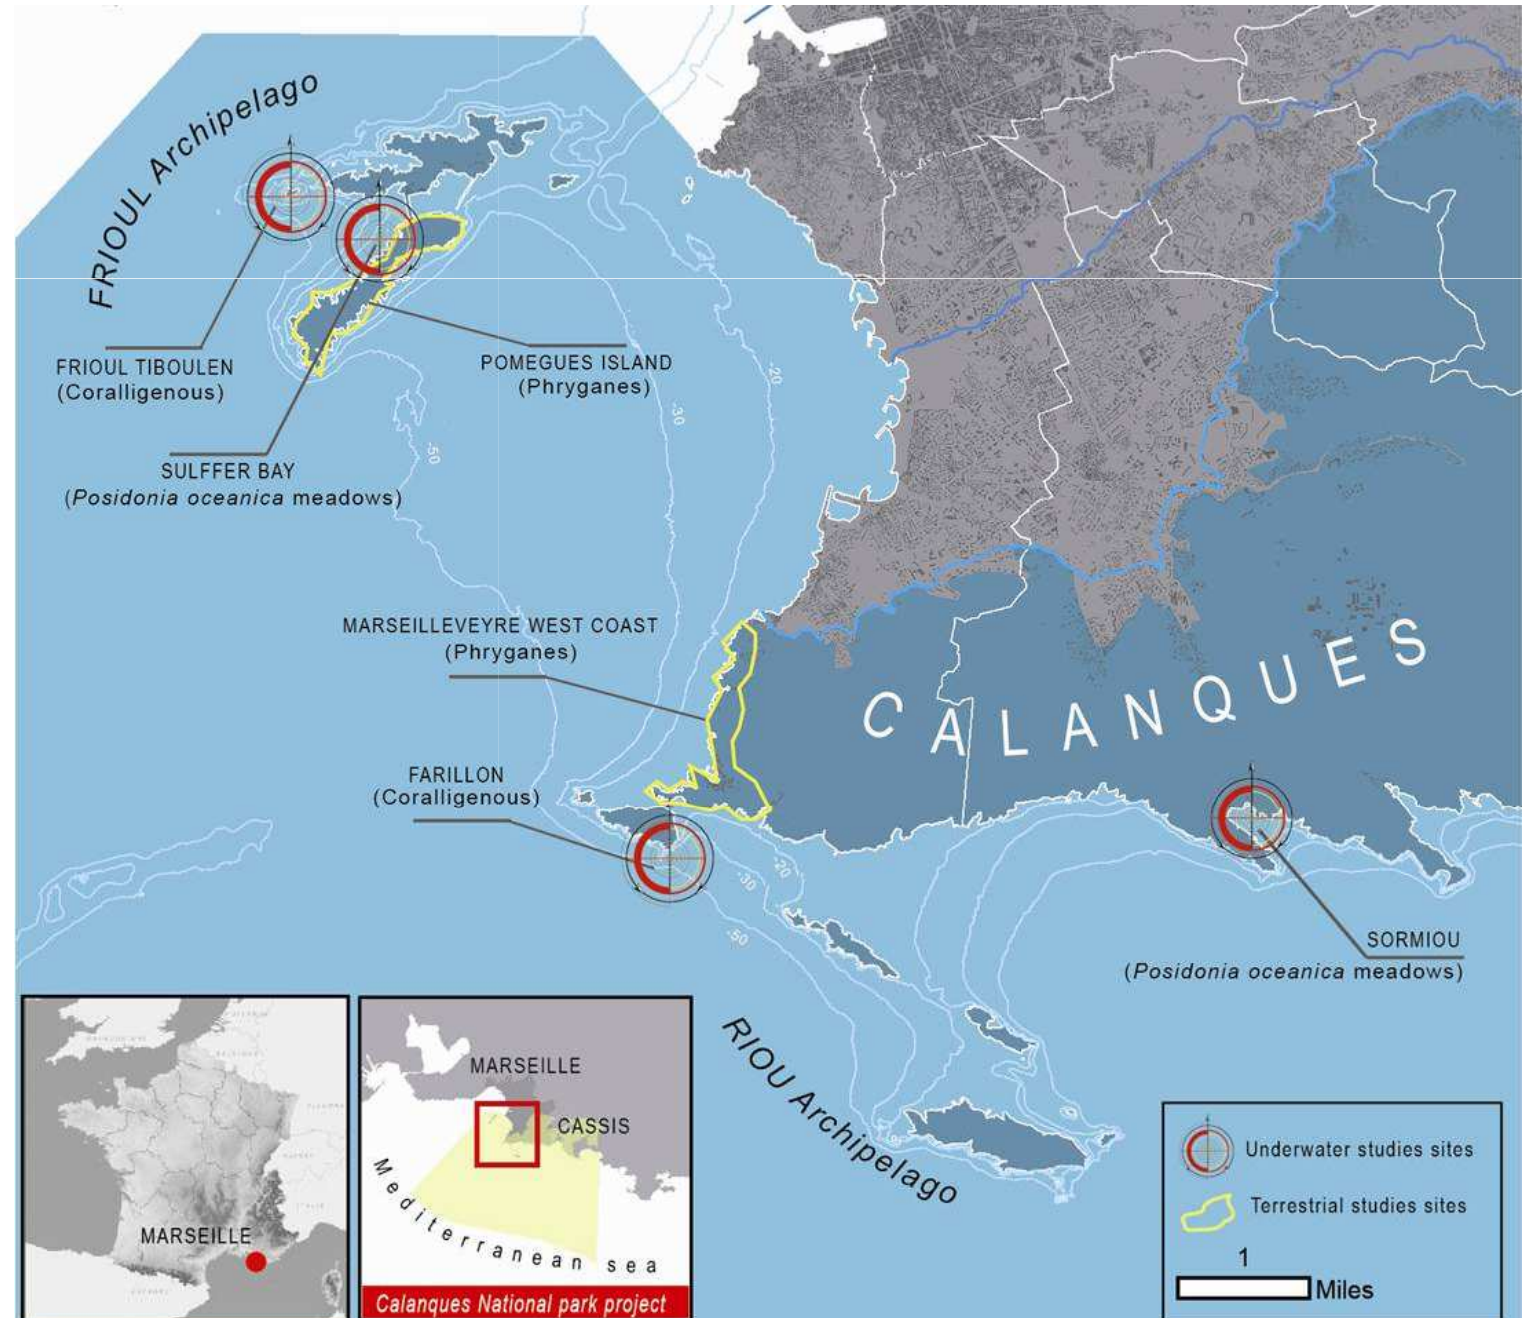 FRIOUL Archipelago
FRIOUL TIBOULEN
(Coralligenous)
POMEGUES ISLAND
(Phryganes)
SULFFER BAY
(Posidonia oceanica meadows)
-20
-30
-50
MARSEILLEVEYRE WEST COAST
(Phryganes)
CALANQUES
FARILLON
(Coralligenous)
-20
-30
-50
SORMIOU
(Posidonia oceanica meadows)
RIOU Archipelago
MARSEILLE
MARSEILLE
CASSIS
Mediterranean sea
Calanques National park project
Underwater studies sites
Terrestrial studies sites
1
Miles